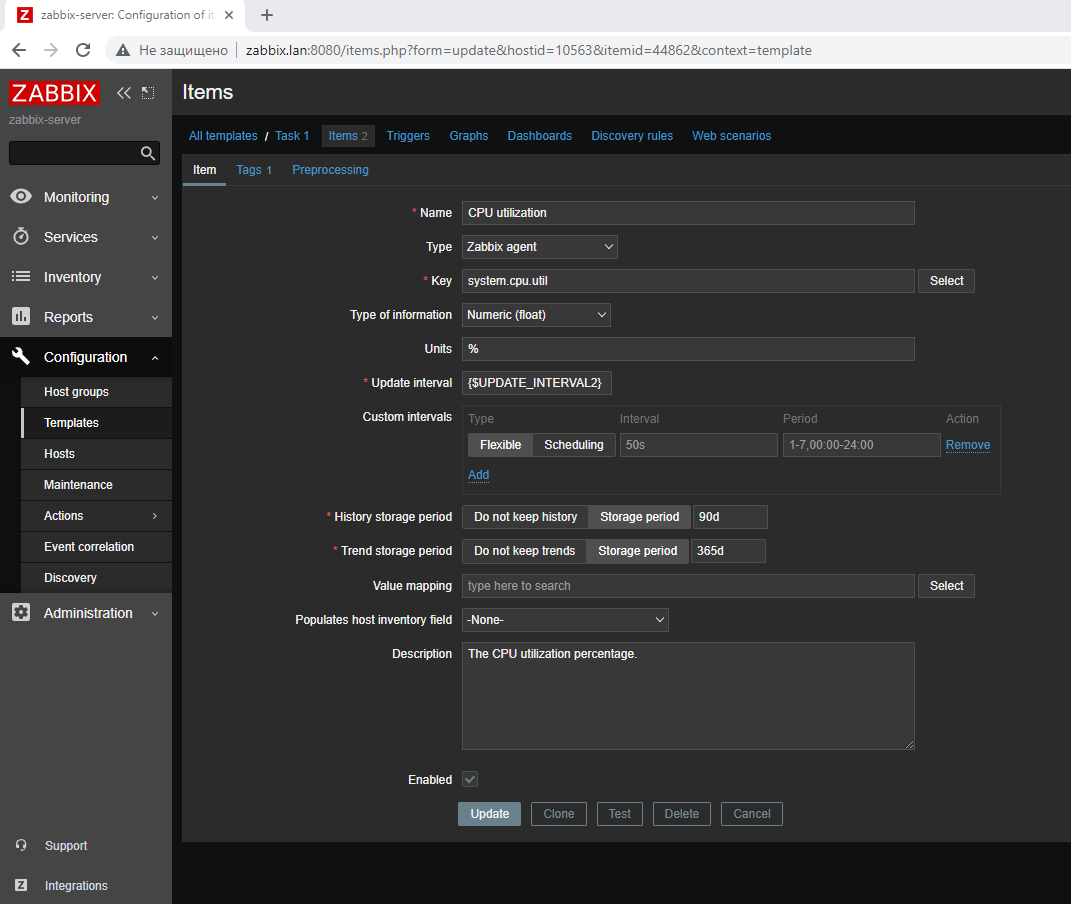 Z zabbix-server: Configuration of it
Не защищено zabbix.lan:8080/items.php?form=update&hostid=10563&itemid=44862&context=template
ZABBIX
zabbix-server
Monitoring
Services
Inventory
Reports
Configuration
Host groups
Templates
Hosts
Maintenance
Actions
Event correlation
Discovery
Administration
Support
Z Integrations
Items
All templates / Task 1 Items 2 Triggers Graphs Dashboards Discovery rules Web scenarios
Item Tags 1 Preprocessing
* Name CPU utilization
Type Zabbix agent
* Key system.cpu.util Select
Type of information Numeric (float)
Units %
* Update interval {$UPDATE_INTERVAL2}
Custom intervals Type Interval Period Action
Flexible Scheduling 50s 1-7,00:00-24:00 Remove
Add
* History storage period Do not keep history Storage period 90d
* Trend storage period Do not keep trends Storage period 365d
Value mapping type here to search Select
Populates host inventory field -None-
Description The CPU utilization percentage.
Enabled
Update Clone Test Delete Cancel